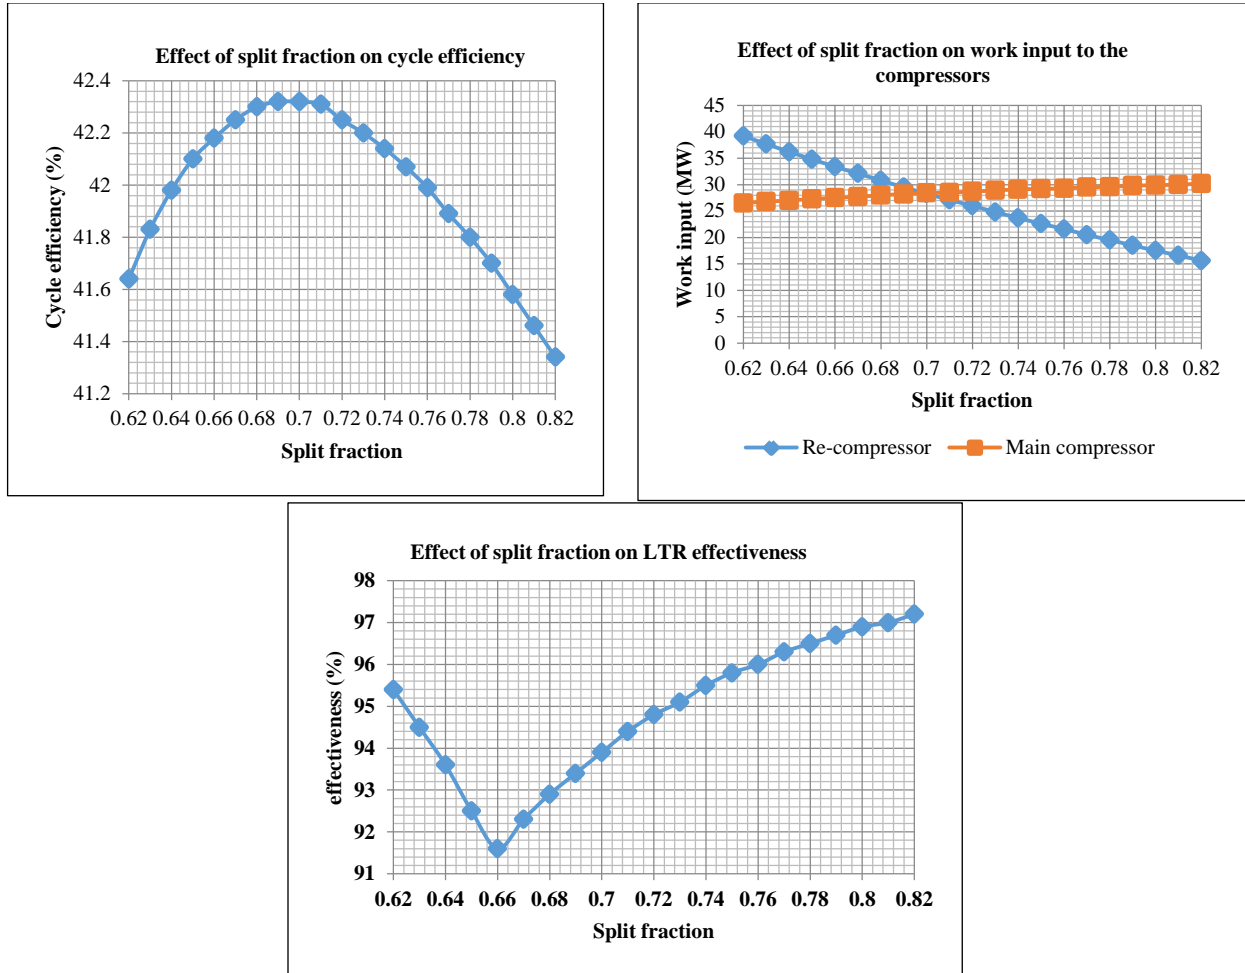 Effect of split fraction on cycle efficiency
Cycle efficiency (%)
42.4
42.2
42
41.8
41.6
41.4
41.2
0.62 0.64 0.66 0.68 0.7 0.72 0.74 0.76 0.78 0.8 0.82
Split fraction
Effect of split fraction on work input to the
compressors
Work input (MW)
45
40
35
30
25
20
15
10
5
0
0.62 0.64 0.66 0.68 0.7 0.72 0.74 0.76 0.78 0.8 0.82
Split fraction
Re-compressor Main compressor
Effect of split fraction on LTR effectiveness
effectiveness (%)
98
97
96
95
94
93
92
91
0.62 0.64 0.66 0.68 0.7 0.72 0.74 0.76 0.78 0.8 0.82
Split fraction